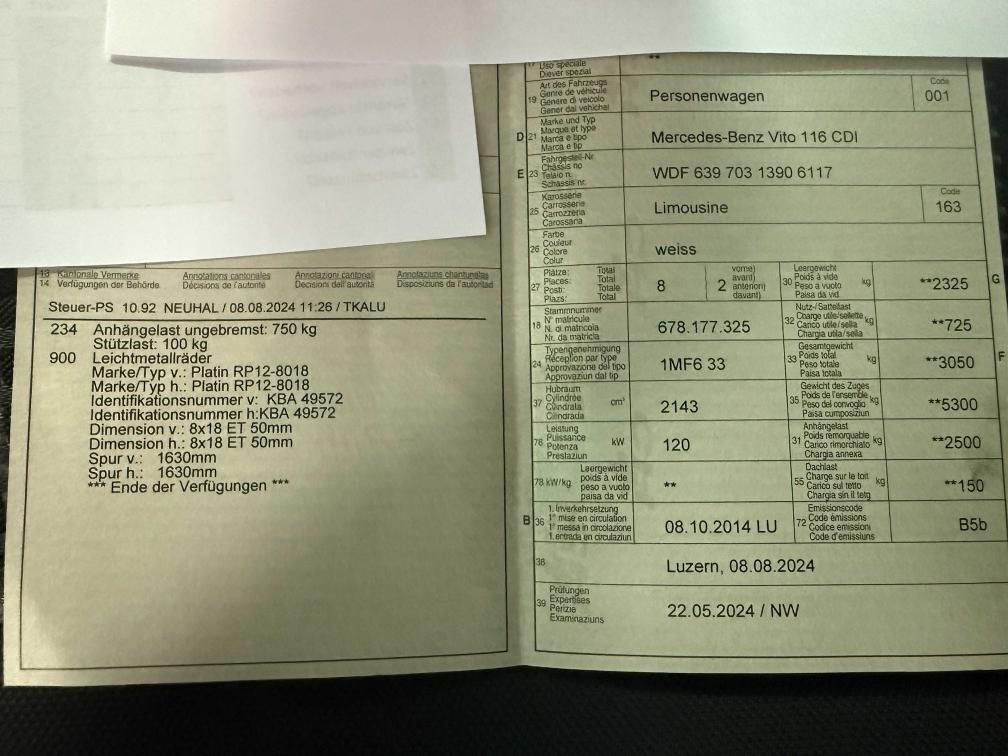 Uso speciale
Diever spezial
**
19
Art des Fahrzeugs
Genre de véhicule
Genere di veicolo
Gener dal vehichel
Personenwagen
Code
001
D 21
Marke und Typ
Marque et type
Marca e tipo
Marca e tip
Mercedes-Benz Vito 116 CDI
E 23
Fahrgestell-Nr.
Châssis no
Telaio n.
Schassis nr.
WDF 639 703 1390 6117
25
Karosserie
Carrosserie
Carrozzeria
Carossaria
Limousine
Code
163
26
Farbe
Couleur
Colore
Colur
weiss
27
Plätze: Total
Places: Total
Posti: Totale
Plazs: Total
8
2
vorne)
avant)
anteriori)
davant)
30
Leergewicht
Poids à vide
Peso a vuoto
Paisa da vid
kg
**2325
G
18
Stammnummer
N° matricule
N. di matricola
Nr. da matricla
678.177.325
32
Nutz-/Sattellast
Charge utile/sellette
Carico utile/sella
Chargia utila/sella
kg
**725
24
Typengenehmigung
Réception par type
Approvazione del tipo
Approvaziun dal tip
1MF6 33
33
Gesamtgewicht
Poids total
Peso totale
Paisa totala
kg
**3050
F
37
Hubraum
Cylindrée
Cilindrata
Cilindrada
cm³
2143
35
Gewicht des Zuges
Poids de l'ensemble
Peso del convoglio
Paisa cumposiziun
kg
**5300
76
Leistung
Puissance
Potenza
Prestaziun
kW
120
31
Anhängelast
Poids remorquable
Carico rimorchiato
Chargia annexa
kg
**2500
78 kW/kg
Leergewicht
poids à vide
peso a vuoto
paisa da vid
**
55
Dachlast
Charge sur le toit
Carico sul tetto
Chargia sin il tetg
kg
**150
B 36
1. Inverkehrsetzung
1re mise en circulation
1a messa in circolazione
1. entrada en circulaziun
08.10.2014 LU
72
Emissionscode
Code émissions
Codice emissioni
Code d'emissiuns
B5b
38
Luzern, 08.08.2024
39
Prüfungen
Expertises
Perizie
Examinaziuns
22.05.2024 / NW
13 Kantonale Vermerke Annotations cantonales Annotazioni cantonali Annotaziuns chantunalas
14 Verfügungen der Behörde Décisions de l'autorité Decisioni dell'autorità Disposiziuns da l'autoritad
Steuer-PS 10.92 NEUHAL / 08.08.2024 11:26 / TKALU
234 Anhängelast ungebremst: 750 kg
Stützlast: 100 kg
900 Leichtmetallräder
Marke/Typ v.: Platin RP12-8018
Marke/Typ h.: Platin RP12-8018
Identifikationsnummer v: KBA 49572
Identifikationsnummer h:KBA 49572
Dimension v.: 8x18 ET 50mm
Dimension h.: 8x18 ET 50mm
Spur v.: 1630mm
Spur h.: 1630mm
*** Ende der Verfügungen ***